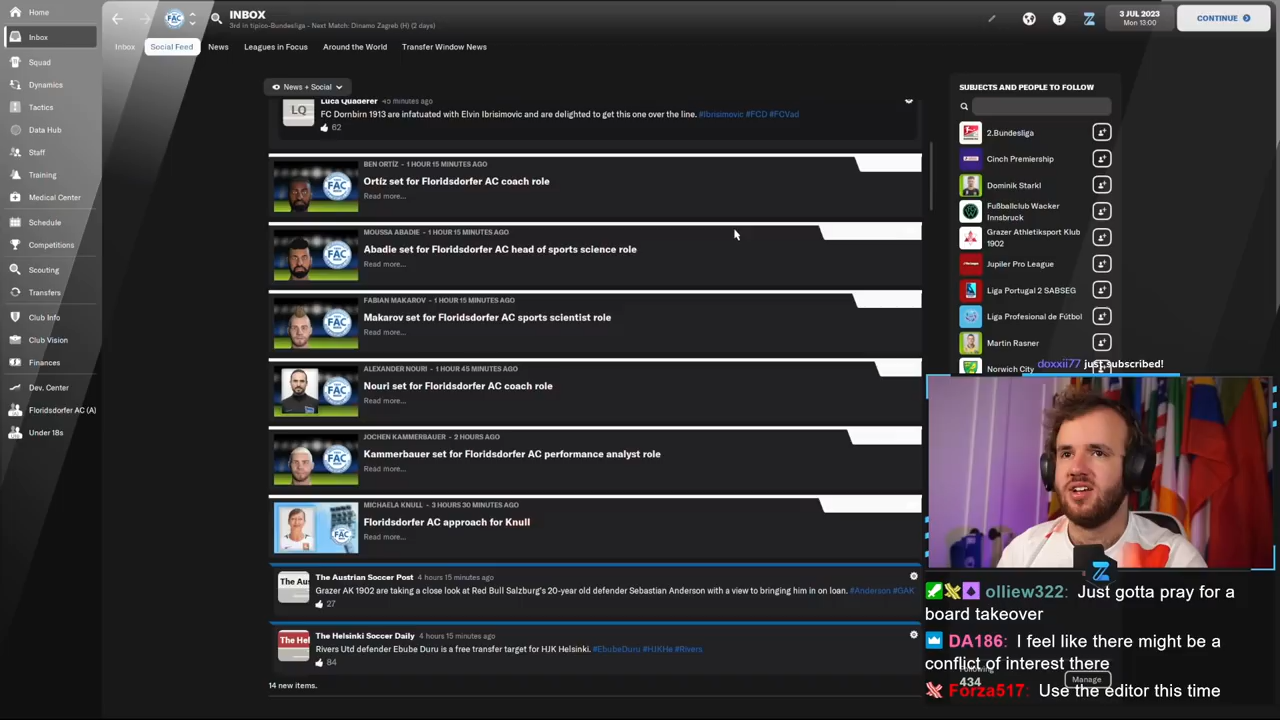 Home
INBOX
3rd in tipico-Bundesliga - Next Match: Dinamo Zagreb (H) (2 days)
3 JUL 2023
Mon 13:00
CONTINUE
Inbox
Squad
Dynamics
Tactics
Data Hub
Staff
Training
Medical Center
Schedule
Competitions
Scouting
Transfers
Club Info
Club Vision
Finances
Dev. Center
Floridsdorfer AC (A)
Under 18s
Inbox
Social Feed
News
Leagues in Focus
Around the World
Transfer Window News
News + Social
LQ
Luca Quaderer 45 minutes ago
FC Dornbirn 1913 are infatuated with Elvin Ibrisimovic and are delighted to get this one over the line. #Ibrisimovic #FCD #FCVad
62
BEN ORTÍZ - 1 HOUR 15 MINUTES AGO
Ortíz set for Floridsdorfer AC coach role
Read more...
MOUSSA ABADIE - 1 HOUR 15 MINUTES AGO
Abadie set for Floridsdorfer AC head of sports science role
Read more...
FABIAN MAKAROV - 1 HOUR 15 MINUTES AGO
Makarov set for Floridsdorfer AC sports scientist role
Read more...
ALEXANDER NOURI - 1 HOUR 45 MINUTES AGO
Nouri set for Floridsdorfer AC coach role
Read more...
JOCHEN KAMMERBAUER - 2 HOURS AGO
Kammerbauer set for Floridsdorfer AC performance analyst role
Read more...
MICHAELA KNULL - 3 HOURS 30 MINUTES AGO
Floridsdorfer AC approach for Knull
Read more...
The Au
The Austrian Soccer Post 4 hours 15 minutes ago
Grazer AK 1902 are taking a close look at Red Bull Salzburg's 20-year old defender Sebastian Anderson with a view to bringing him in on loan. #Anderson #GAK
27
The Hel
The Helsinki Soccer Daily 4 hours 15 minutes ago
Rivers Utd defender Ebube Duru is a free transfer target for HJK Helsinki. #EbubeDuru #HJKHe #Rivers
84
14 new items.
SUBJECTS AND PEOPLE TO FOLLOW
2.Bundesliga
Cinch Premiership
Dominik Starkl
Fußballclub Wacker
Innsbruck
Grazer Athletiksport Klub
1902
Jupiler Pro League
Liga Portugal 2 SABSEG
Liga Profesional de Fútbol
Martin Rasner
Norwich City
doxxii77 just subscribed!
olliew322: Just gotta pray for a
board takeover
DA186: I feel like there might be a
conflict of interest there
Following
434
Manage
Forza517: Use the editor this time